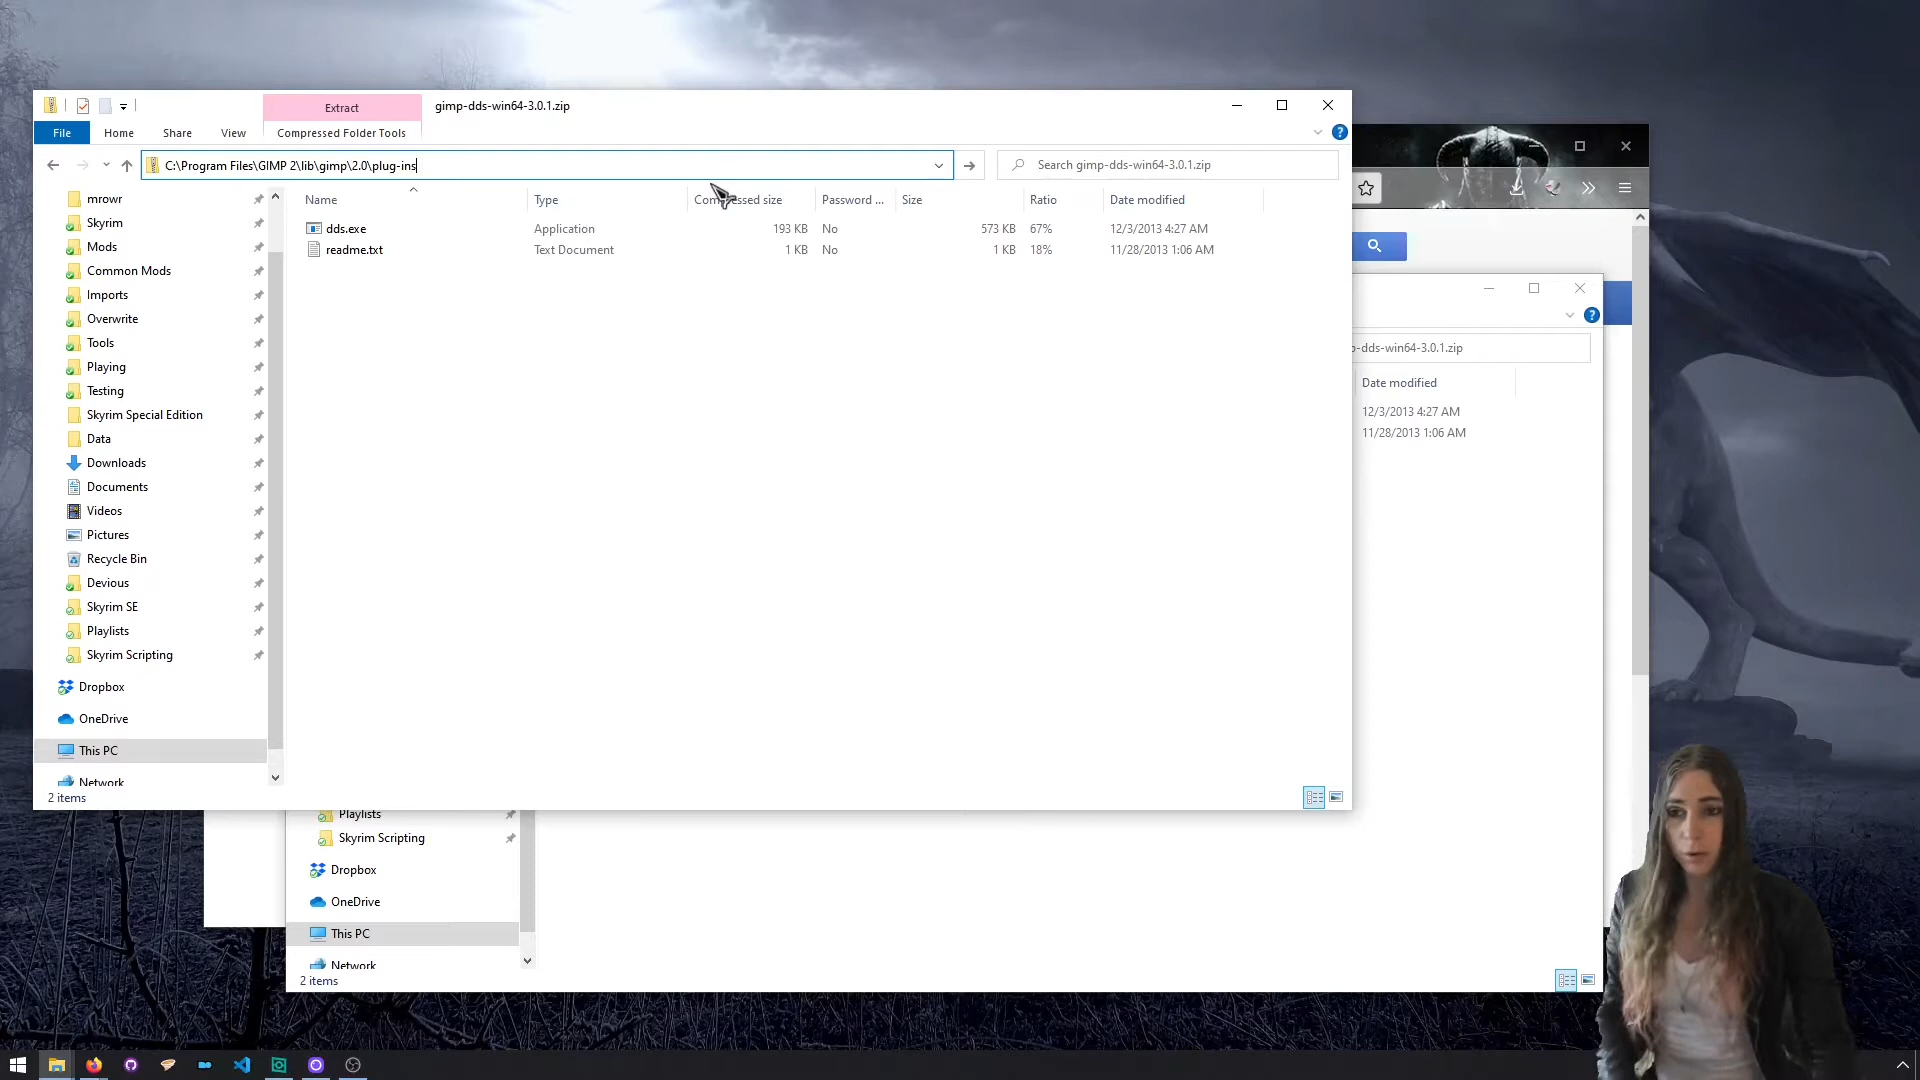 Extract
gimp-dds-win64-3.0.1.zip
File
Home
Share
View
Compressed Folder Tools
C:\Program Files\GIMP 2\lib\gimp\2.0\plug-ins
Search gimp-dds-win64-3.0.1.zip
Name
Type
Compressed size
Password ...
Size
Ratio
Date modified
dds.exe
Application
193 KB
No
573 KB
67%
12/3/2013 4:27 AM
readme.txt
Text Document
1 KB
No
1 KB
18%
11/28/2013 1:06 AM
mrowr
Skyrim
Mods
Common Mods
Imports
Overwrite
Tools
Playing
Testing
Skyrim Special Edition
Data
Downloads
Documents
Videos
Pictures
Recycle Bin
Devious
Skyrim SE
Playlists
Skyrim Scripting
Dropbox
OneDrive
This PC
Network
2 items
-dds-win64-3.0.1.zip
Date modified
12/3/2013 4:27 AM
11/28/2013 1:06 AM
Playlists
Skyrim Scripting
Dropbox
OneDrive
This PC
Network
2 items